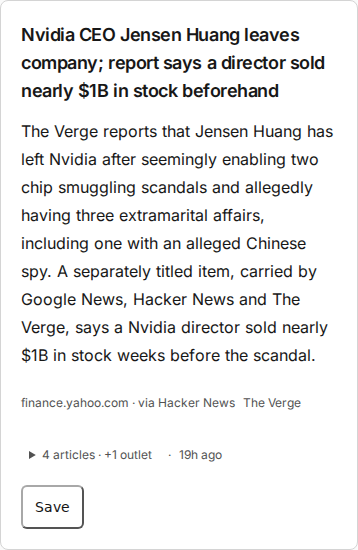 Nvidia CEO Jensen Huang leaves
company; report says a director sold
nearly $1B in stock beforehand
The Verge reports that Jensen Huang has
left Nvidia after seemingly enabling two
chip smuggling scandals and allegedly
having three extramarital affairs,
including one with an alleged Chinese
spy. A separately titled item, carried by
Google News, Hacker News and The
Verge, says a Nvidia director sold nearly
$1B in stock weeks before the scandal.
finance.yahoo.com · via Hacker News The Verge
▶ 4 articles · +1 outlet · 19h ago
Save